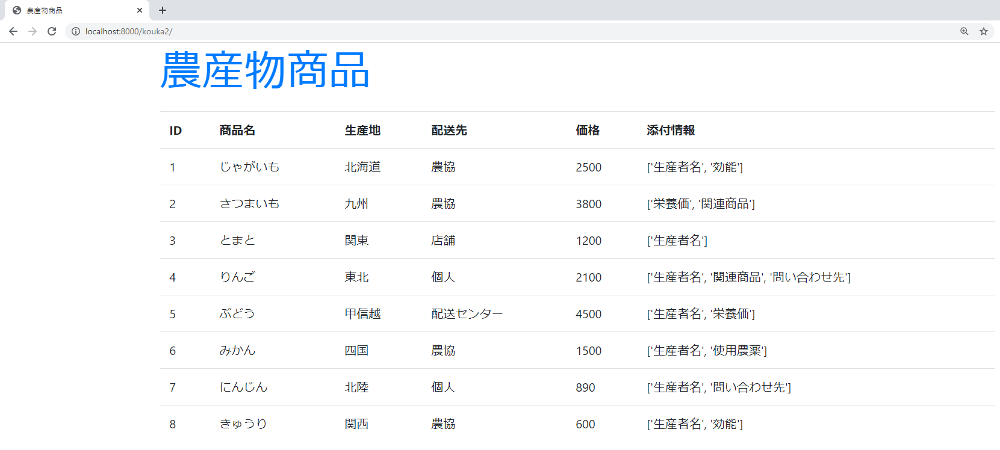 農産物商品
localhost:8000/kouka2/
農産物商品
ID 商品名 生産地 配送先 価格 添付情報
1 じゃがいも 北海道 農協 2500 ['生産者名', '効能']
2 さつまいも 九州 農協 3800 ['栄養価', '関連商品']
3 とまと 関東 店舗 1200 ['生産者名']
4 りんご 東北 個人 2100 ['生産者名', '関連商品', '問い合わせ先']
5 ぶどう 甲信越 配送センター 4500 ['生産者名', '栄養価']
6 みかん 四国 農協 1500 ['生産者名', '使用農薬']
7 にんじん 北陸 個人 890 ['生産者名', '問い合わせ先']
8 きゅうり 関西 農協 600 ['生産者名', '効能']